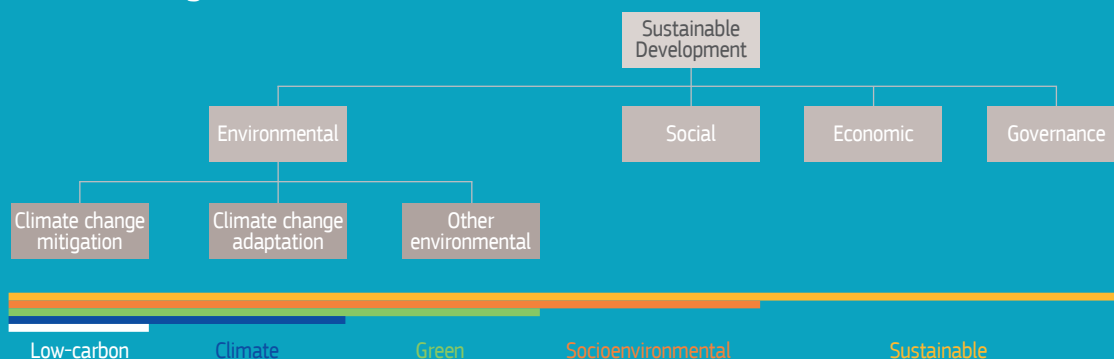 Sustainable
Development
Environmental
Social
Economic
Governance
Climate change
mitigation
Climate change
adaptation
Other
environmental
Low-carbon
Climate
Green
Socioenvironmental
Sustainable